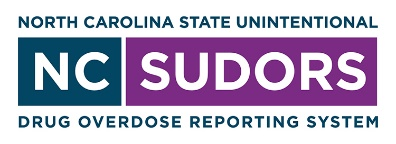 NORTH CAROLINA STATE UNINTENTIONAL
NC SUDORS
DRUG OVERDOSE REPORTING SYSTEM